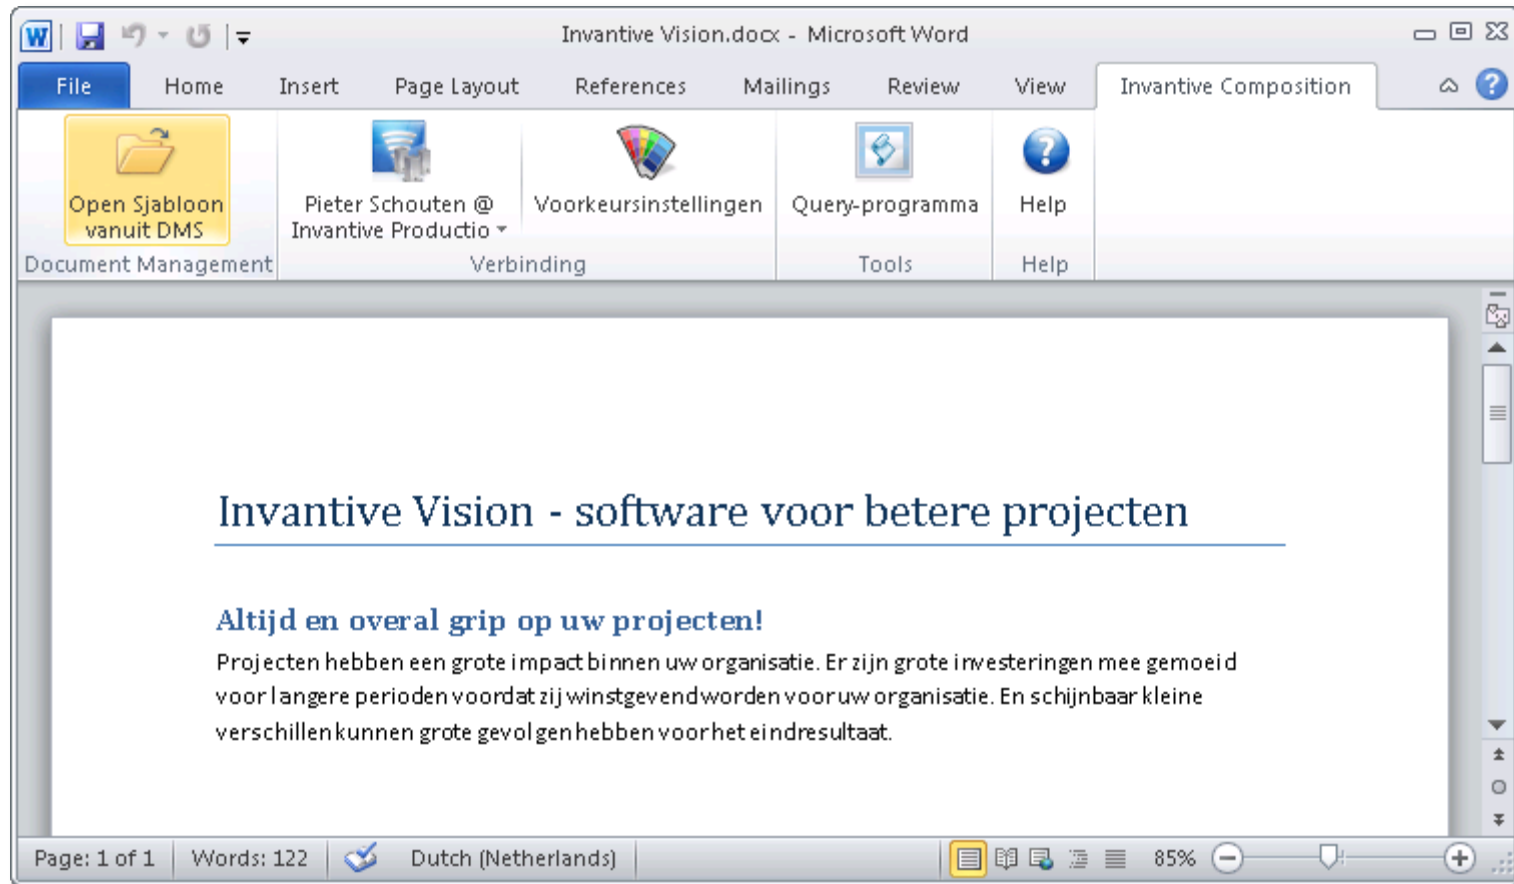 Invantive Vision.docx - Microsoft Word
File Home Insert Page Layout References Mailings Review View Invantive Composition
Open Sjabloon
vanuit DMS
Pieter Schouten @
Invantive Productio
Voorkeursinstellingen
Query-programma
Help
Document Management Verbinding Tools Help
Invantive Vision - software voor betere projecten
Altijd en overal grip op uw projecten!
Projecten hebben een grote impact binnen uw organisatie. Er zijn grote investeringen mee gemoeid
voor langere perioden voordat zij winstgevend worden voor uw organisatie. En schijnbaar kleine
verschillen kunnen grote gevolgen hebben voor het eindresultaat.
Page: 1 of 1 Words: 122 Dutch (Netherlands) 85%